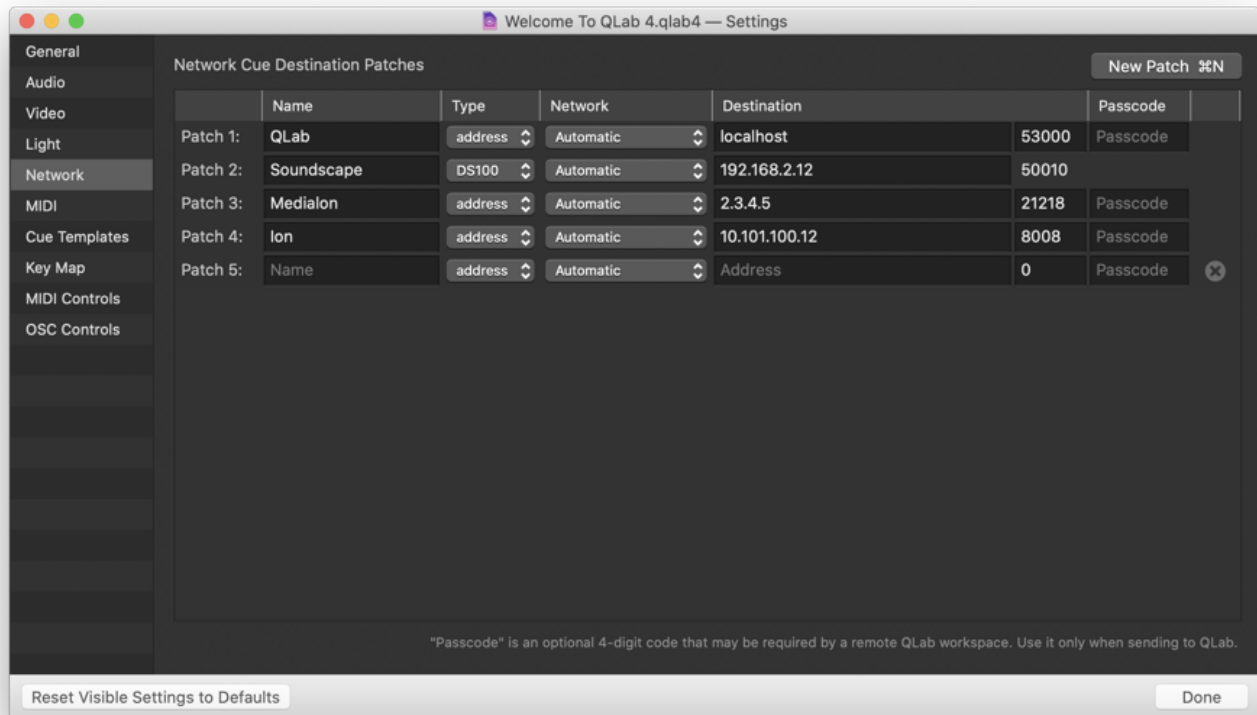 Welcome To QLab 4.qlab4 — Settings
General
Audio
Video
Light
Network
MIDI
Cue Templates
Key Map
MIDI Controls
OSC Controls
Network Cue Destination Patches
New Patch ⌘N
Name Type Network Destination Passcode
Patch 1: QLab address Automatic localhost 53000 Passcode
Patch 2: Soundscape DS100 Automatic 192.168.2.12 50010
Patch 3: Medialon address Automatic 2.3.4.5 21218 Passcode
Patch 4: Ion address Automatic 10.101.100.12 8008 Passcode
Patch 5: Name address Automatic Address 0 Passcode
"Passcode" is an optional 4-digit code that may be required by a remote QLab workspace. Use it only when sending to QLab.
Reset Visible Settings to Defaults
Done